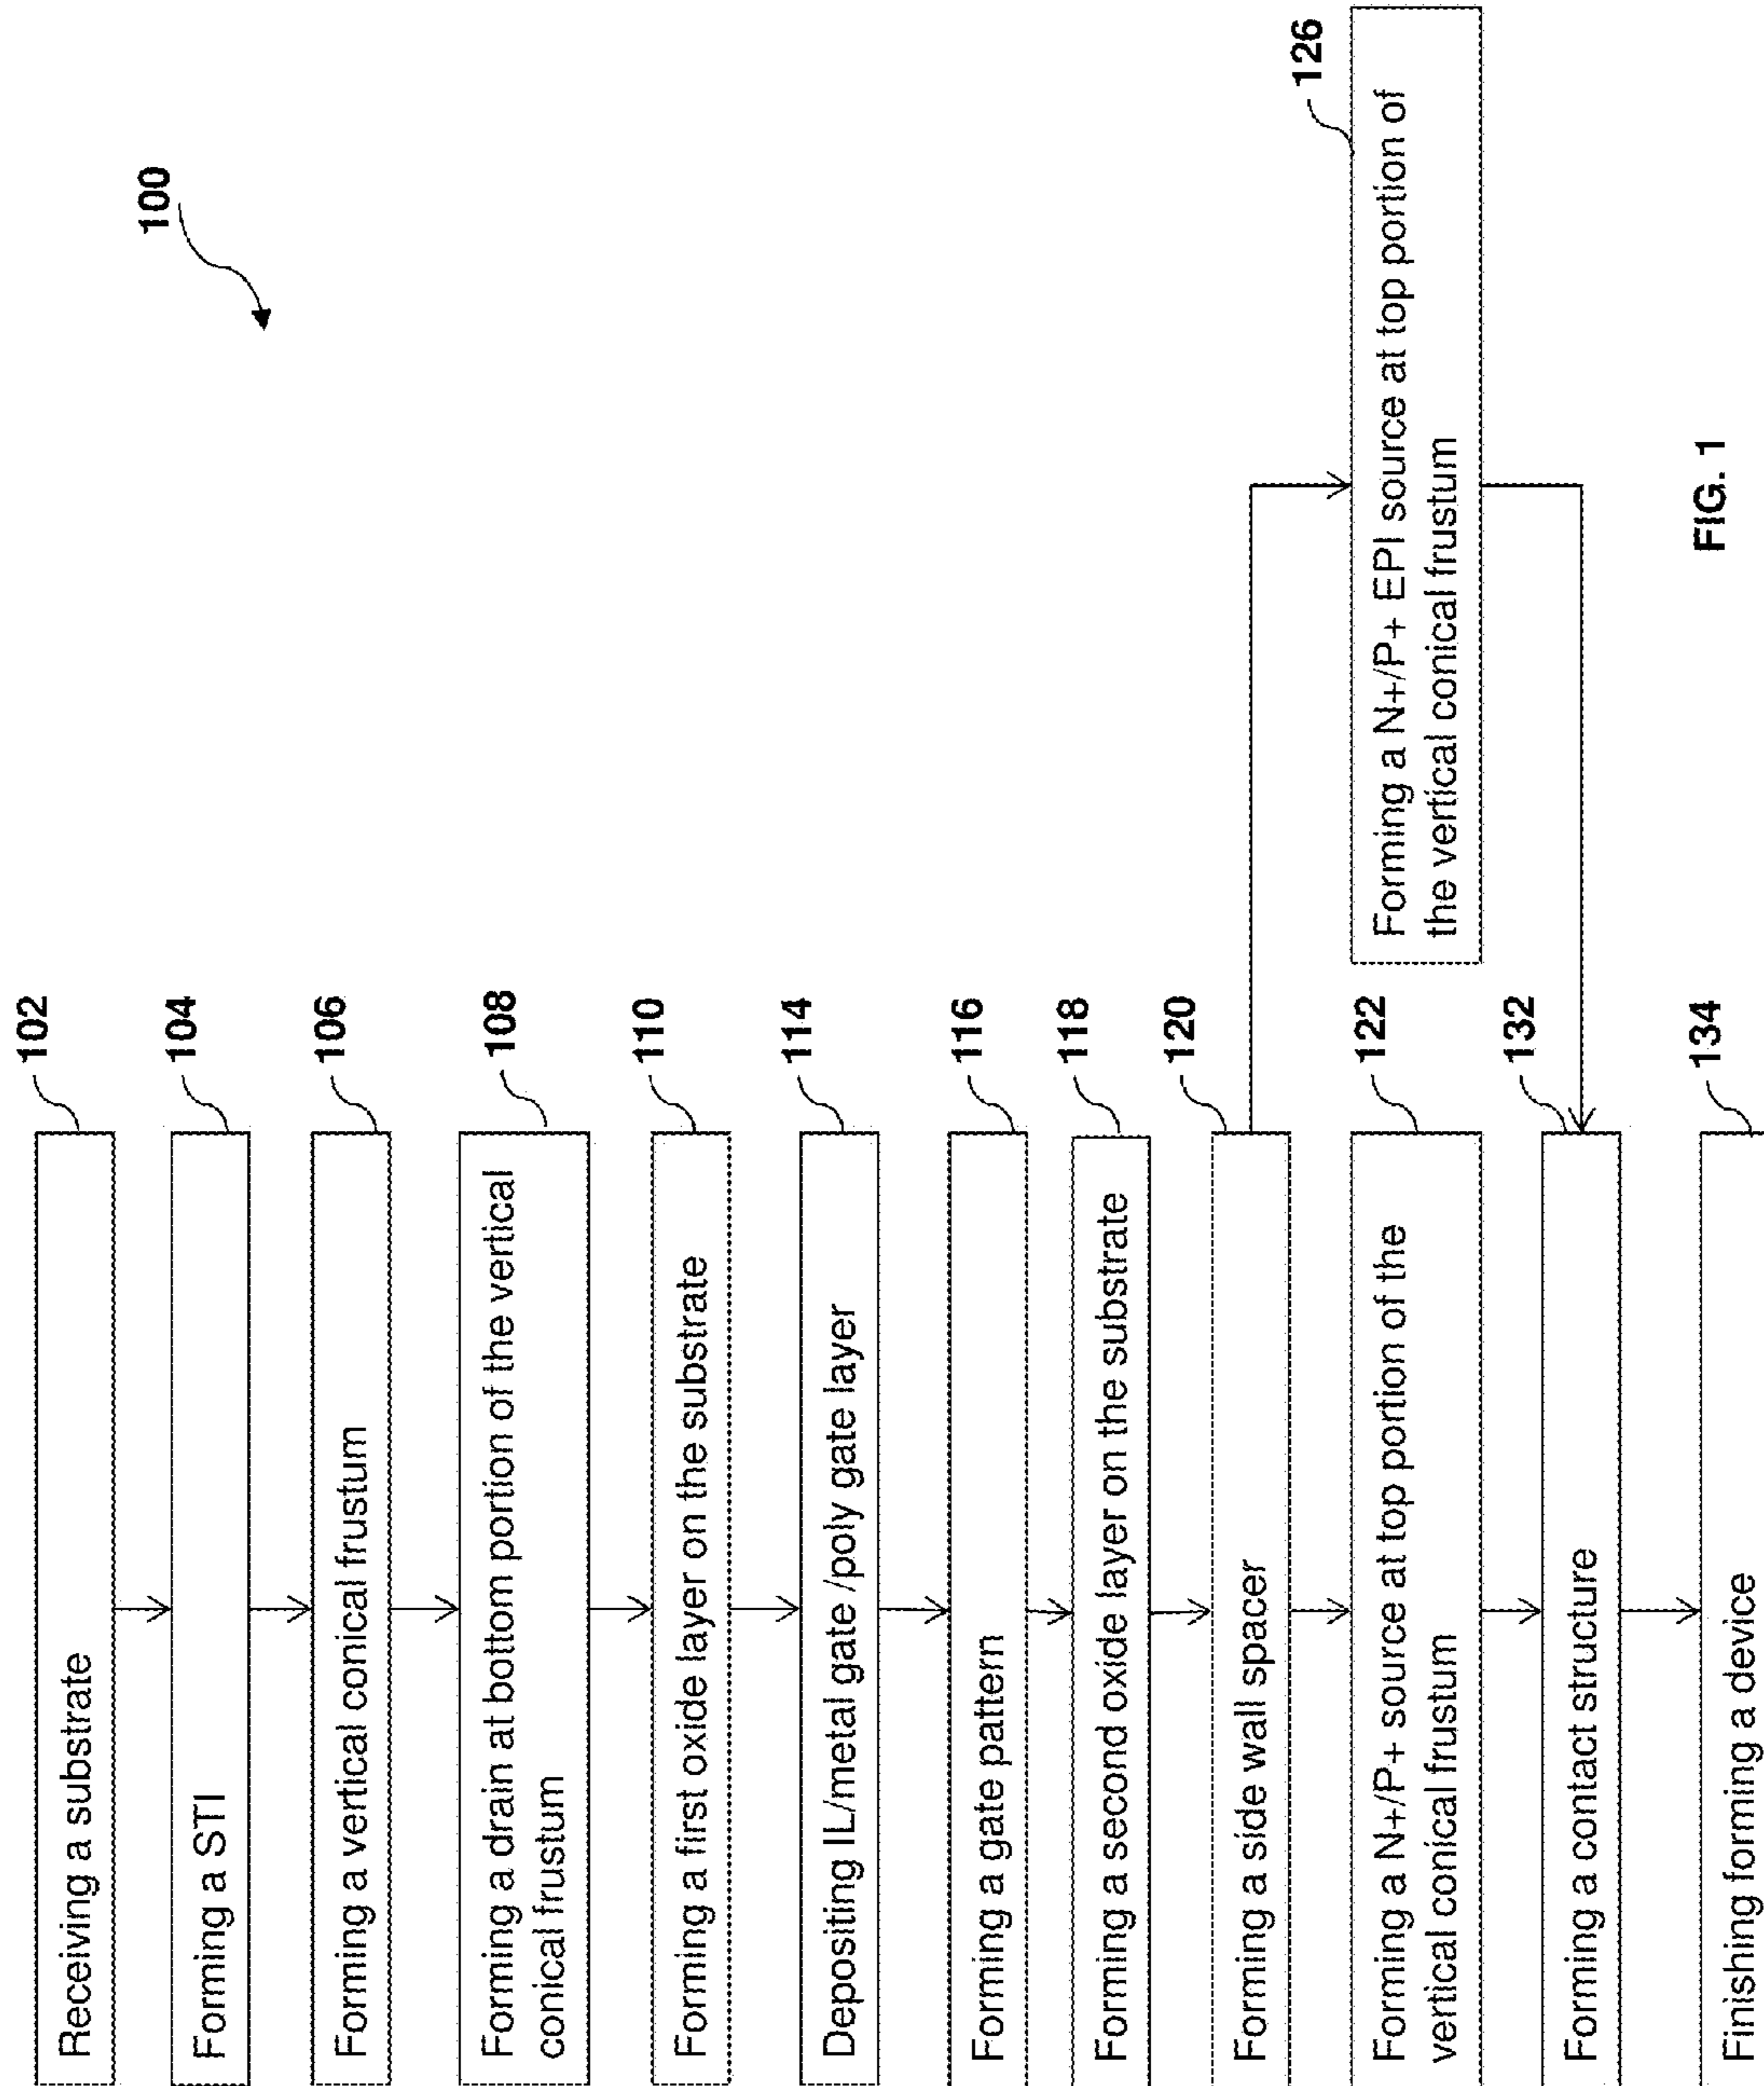 100
102
Receiving a substrate
104
Forming a STI
106
Forming a vertical conical frustum
108
Forming a drain at bottom portion of the vertical
conical frustum
110
Forming a first oxide layer on the substrate
114
Depositing IL/metal gate /poly gate layer
116
Forming a gate pattern
118
Forming a second oxide layer on the substrate
120
Forming a side wall spacer
122
Forming a N+/P+ source at top portion of the
vertical conical frustum
126
Forming a N+/P+ EPI source at top portion of
the vertical conical frustum
132
Forming a contact structure
134
Finishing forming a device
FIG. 1